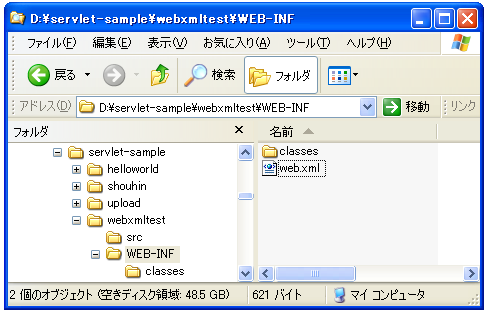 D:¥servlet-sample¥webxmltest¥WEB-INF
ファイル(F) 編集(E) 表示(V) お気に入り(A) ツール(T) ヘルプ(H)
戻る 検索 フォルダ
アドレス(D) D:¥servlet-sample¥webxmltest¥WEB-INF 移動 リンク
フォルダ 名前
servlet-sample
helloworld
shouhin
upload
webxmltest
src
WEB-INF
classes
classes
web.xml
2 個のオブジェクト (空きディスク領域: 48.5 GB) 621 バイト マイ コンピュータ